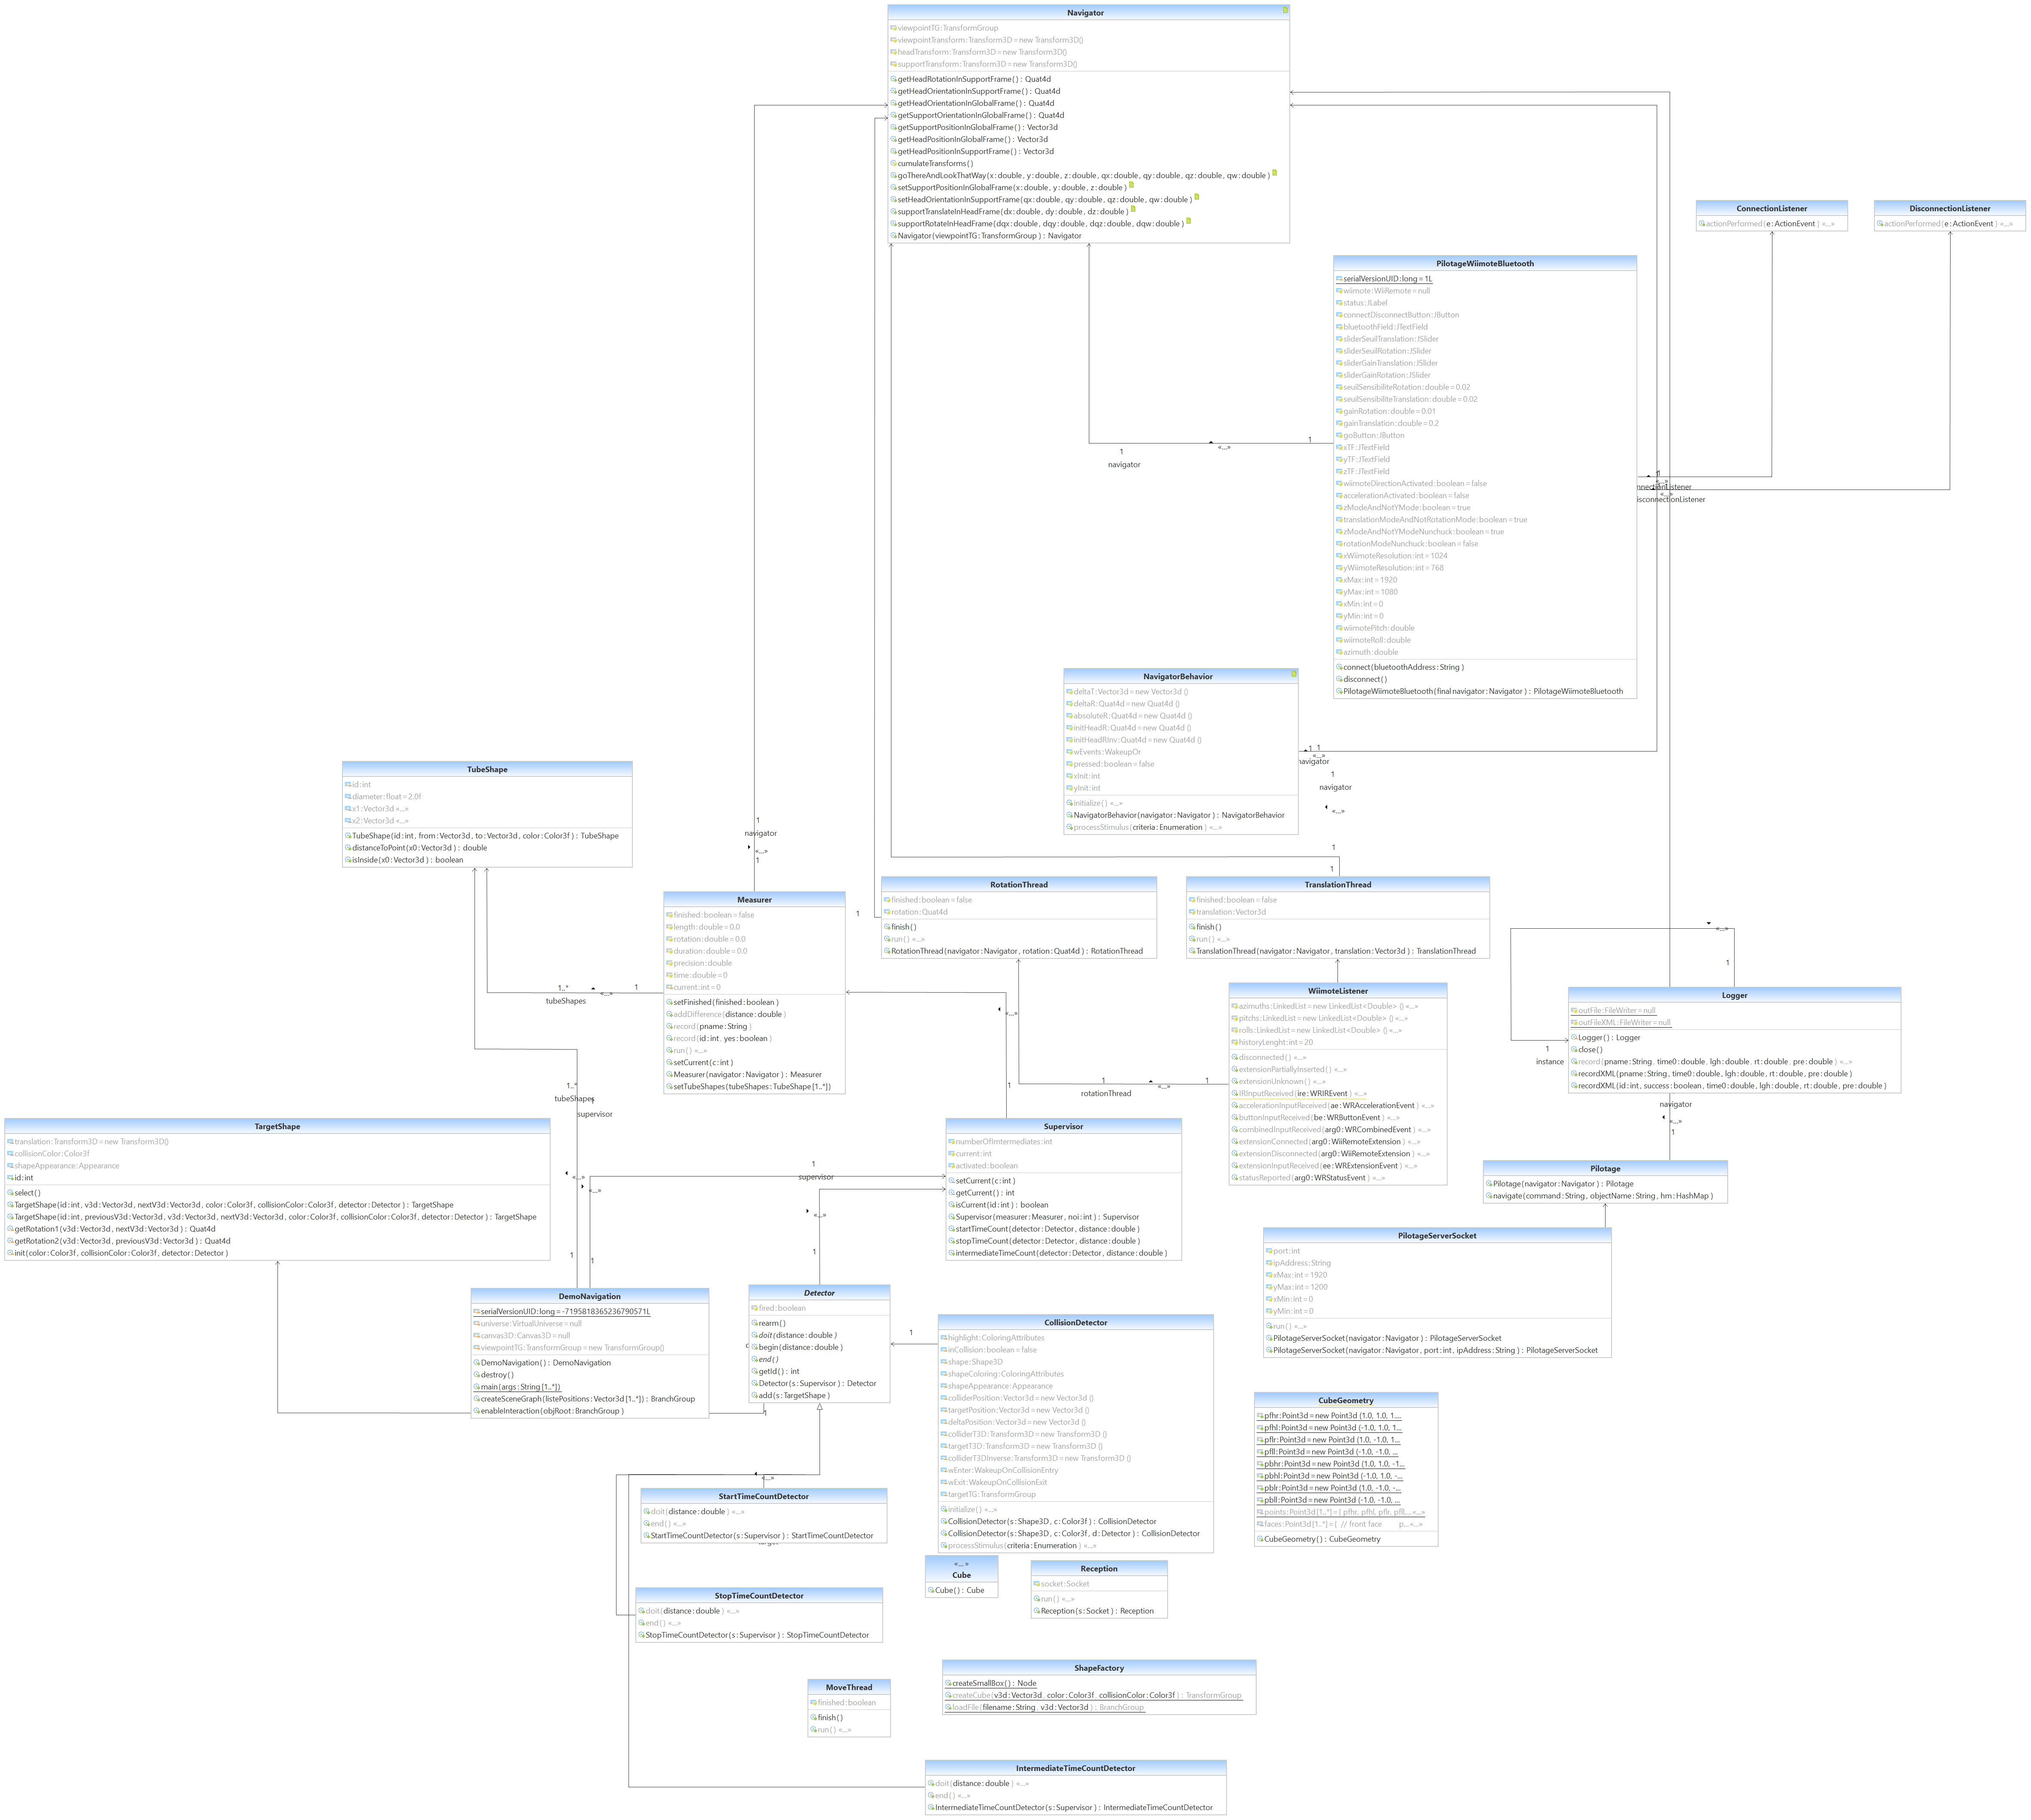 Navigator
viewpointTG:TransformGroup
viewpointTransform:Transform3D=new Transform3D()
headTransform:Transform3D=new Transform3D()
supportTransform:Transform3D=new Transform3D()
getHeadRotationInSupportFrame() : Quat4d
getHeadOrientationInSupportFrame() : Quat4d
getHeadOrientationInGlobalFrame() : Quat4d
getSupportOrientationInGlobalFrame() : Quat4d
getSupportPositionInGlobalFrame() : Vector3d
getHeadPositionInGlobalFrame() : Vector3d
getHeadPositionInSupportFrame() : Vector3d
cumulateTransforms()
goThereAndLookThatWay(x:double, y:double, z:double, qx:double, qy:double, qz:double, qw:double)
setSupportPositionInGlobalFrame(x:double, y:double, z:double)
setHeadOrientationInSupportFrame(qx:double, qy:double, qz:double, qw:double)
supportTranslateInHeadFrame(dx:double, dy:double, dz:double)
supportRotateInHeadFrame(dqx:double, dqy:double, dqz:double, dqw:double)
Navigator(viewpointTG:TransformGroup) : Navigator
ConnectionListener
actionPerformed(e:ActionEvent) «...»
DisconnectionListener
actionPerformed(e:ActionEvent) «...»
PilotageWiimoteBluetooth
serialVersionUID:long=1L
wiimote:WiiRemote=null
status:JLabel
connectDisconnectButton:JButton
bluetoothField:JTextField
sliderSeuilTranslation:JSlider
sliderSeuilRotation:JSlider
sliderGainTranslation:JSlider
sliderGainRotation:JSlider
seuilSensibiliteRotation:double=0.02
seuilSensibiliteTranslation:double=0.02
gainRotation:double=0.01
gainTranslation:double=0.2
goButton:JButton
xTF:JTextField
yTF:JTextField
zTF:JTextField
wiimoteDirectionActivated:boolean=false
accelerationActivated:boolean=false
zModeAndNotYMode:boolean=true
translationModeAndNotRotationMode:boolean=true
zModeAndNotYModeNunchuck:boolean=true
rotationModeNunchuck:boolean=false
xWiimoteResolution:int=1024
yWiimoteResolution:int=768
xMax:int=1920
yMax:int=1080
xMin:int=0
yMin:int=0
wiimotePitch:double
wiimoteRoll:double
azimuth:double
connect(bluetoothAddress:String)
disconnect()
PilotageWiimoteBluetooth(final navigator:Navigator) : PilotageWiimoteBluetooth
1
«...»
1
navigator
1
«...»
nnectionListener
«...»
isconnectionListener
NavigatorBehavior
deltaT:Vector3d=new Vector3d ()
deltaR:Quat4d=new Quat4d ()
absoluteR:Quat4d=new Quat4d ()
initHeadR:Quat4d=new Quat4d ()
initHeadRInv:Quat4d=new Quat4d ()
wEvents:WakeupOr
pressed:boolean=false
xInit:int
yInit:int
initialize() «...»
NavigatorBehavior(navigator:Navigator) : NavigatorBehavior
processStimulus(criteria:Enumeration) «...»
1 1
«...»
navigator
1
navigator
«...»
1
1
TubeShape
id:int
diameter:float=2.0f
x1:Vector3d «...»
x2:Vector3d «...»
TubeShape(id:int, from:Vector3d, to:Vector3d, color:Color3f) : TubeShape
distanceToPoint(x0:Vector3d) : double
isInside(x0:Vector3d) : boolean
1
navigator
«...»
1
Measurer
finished:boolean=false
length:double=0.0
rotation:double=0.0
duration:double=0.0
precision:double
time:double=0
current:int=0
setFinished(finished:boolean)
addDifference(distance:double)
record(pname:String)
record(id:int, yes:boolean)
run() «...»
setCurrent(c:int)
Measurer(navigator:Navigator) : Measurer
setTubeShapes(tubeShapes:TubeShape[1..*])
1..*
«...»
1
tubeShapes
RotationThread
finished:boolean=false
rotation:Quat4d
finish()
run() «...»
RotationThread(navigator:Navigator, rotation:Quat4d) : RotationThread
1
TranslationThread
finished:boolean=false
translation:Vector3d
finish()
run() «...»
TranslationThread(navigator:Navigator, translation:Vector3d) : TranslationThread
WiimoteListener
azimuths:LinkedList=new LinkedList<Double> () «...»
pitchs:LinkedList=new LinkedList<Double> () «...»
rolls:LinkedList=new LinkedList<Double> () «...»
historyLenght:int=20
disconnected() «...»
extensionPartiallyInserted() «...»
extensionUnknown() «...»
IRInputReceived(ire:WRIREvent) «...»
accelerationInputReceived(ae:WRAccelerationEvent) «...»
buttonInputReceived(be:WRButtonEvent) «...»
combinedInputReceived(arg0:WRCombinedEvent) «...»
extensionConnected(arg0:WiiRemoteExtension) «...»
extensionDisconnected(arg0:WiiRemoteExtension) «...»
extensionInputReceived(ee:WRExtensionEvent) «...»
statusReported(arg0:WRStatusEvent) «...»
1
«...»
1
rotationThread
«...»
1
Logger
outFile:FileWriter=null
outFileXML:FileWriter=null
Logger() : Logger
close()
record(pname:String, time0:double, lgh:double, rt:double, pre:double) «...»
recordXML(pname:String, time0:double, lgh:double, rt:double, pre:double)
recordXML(id:int, success:boolean, time0:double, lgh:double, rt:double, pre:double)
«...»
1
1
instance
navigator
«...»
Pilotage
Pilotage(navigator:Navigator) : Pilotage
navigate(command:String, objectName:String, hm:HashMap)
PilotageServerSocket
port:int
ipAddress:String
xMax:int=1920
yMax:int=1200
xMin:int=0
yMin:int=0
run() «...»
PilotageServerSocket(navigator:Navigator) : PilotageServerSocket
PilotageServerSocket(navigator:Navigator, port:int, ipAddress:String) : PilotageServerSocket
1..*
tubeShapes
supervisor
TargetShape
translation:Transform3D=new Transform3D()
collisionColor:Color3f
shapeAppearance:Appearance
id:int
select()
TargetShape(id:int, v3d:Vector3d, nextV3d:Vector3d, color:Color3f, collisionColor:Color3f, detector:Detector) : TargetShape
TargetShape(id:int, previousV3d:Vector3d, v3d:Vector3d, nextV3d:Vector3d, color:Color3f, collisionColor:Color3f, detector:Detector) : TargetShape
getRotation1(v3d:Vector3d, nextV3d:Vector3d) : Quat4d
getRotation2(v3d:Vector3d, previousV3d:Vector3d) : Quat4d
init(color:Color3f, collisionColor:Color3f, detector:Detector)
«...»
«...»
1
1
1
supervisor
Supervisor
numberOfImtermediates:int
current:int
activated:boolean
setCurrent(c:int)
getCurrent() : int
isCurrent(id:int) : boolean
Supervisor(measurer:Measurer, noi:int) : Supervisor
startTimeCount(detector:Detector, distance:double)
stopTimeCount(detector:Detector, distance:double)
intermediateTimeCount(detector:Detector, distance:double)
«...»
1
DemoNavigation
serialVersionUID:long=-7195818365236790571L
universe:VirtualUniverse=null
canvas3D:Canvas3D=null
viewpointTG:TransformGroup=new TransformGroup()
DemoNavigation() : DemoNavigation
destroy()
main(args:String[1..*])
createSceneGraph(listePositions:Vector3d[1..*]) : BranchGroup
enableInteraction(objRoot:BranchGroup)
Detector
fired:boolean
rearm()
doit(distance:double)
begin(distance:double)
end()
getId() : int
Detector(s:Supervisor) : Detector
add(s:TargetShape)
1
1
CollisionDetector
highlight:ColoringAttributes
inCollision:boolean=false
shape:Shape3D
shapeColoring:ColoringAttributes
shapeAppearance:Appearance
colliderPosition:Vector3d=new Vector3d ()
targetPosition:Vector3d=new Vector3d ()
deltaPosition:Vector3d=new Vector3d ()
colliderT3D:Transform3D=new Transform3D ()
targetT3D:Transform3D=new Transform3D ()
colliderT3DInverse:Transform3D=new Transform3D ()
wEnter:WakeupOnCollisionEntry
wExit:WakeupOnCollisionExit
targetTG:TransformGroup
initialize() «...»
CollisionDetector(s:Shape3D, c:Color3f) : CollisionDetector
CollisionDetector(s:Shape3D, c:Color3f, d:Detector) : CollisionDetector
processStimulus(criteria:Enumeration) «...»
CubeGeometry
pfhr:Point3d=new Point3d (1.0, 1.0, 1....
pfhl:Point3d=new Point3d (-1.0, 1.0, 1...
pflr:Point3d=new Point3d (1.0, -1.0, 1...
pfll:Point3d=new Point3d (-1.0, -1.0, ...
pbhr:Point3d=new Point3d (1.0, 1.0, -1...
pbhl:Point3d=new Point3d (-1.0, 1.0, -...
pblr:Point3d=new Point3d (1.0, -1.0, -...
pbll:Point3d=new Point3d (-1.0, -1.0, ...
points:Point3d[1..*]={ pfhr, pfhl, pflr, pfll,...«...»
faces:Point3d[1..*]={ // front face p...«...»
CubeGeometry() : CubeGeometry
«...»
StartTimeCountDetector
doit(distance:double) «...»
end() «...»
StartTimeCountDetector(s:Supervisor) : StartTimeCountDetector
«... »
Cube
Cube() : Cube
Reception
socket:Socket
run() «...»
Reception(s:Socket) : Reception
StopTimeCountDetector
doit(distance:double) «...»
end() «...»
StopTimeCountDetector(s:Supervisor) : StopTimeCountDetector
ShapeFactory
createSmallBox() : Node
createCube(v3d:Vector3d, color:Color3f, collisionColor:Color3f) : TransformGroup
loadFile(filename:String, v3d:Vector3d) : BranchGroup
MoveThread
finished:boolean
finish()
run() «...»
IntermediateTimeCountDetector
doit(distance:double) «...»
end() «...»
IntermediateTimeCountDetector(s:Supervisor) : IntermediateTimeCountDetector